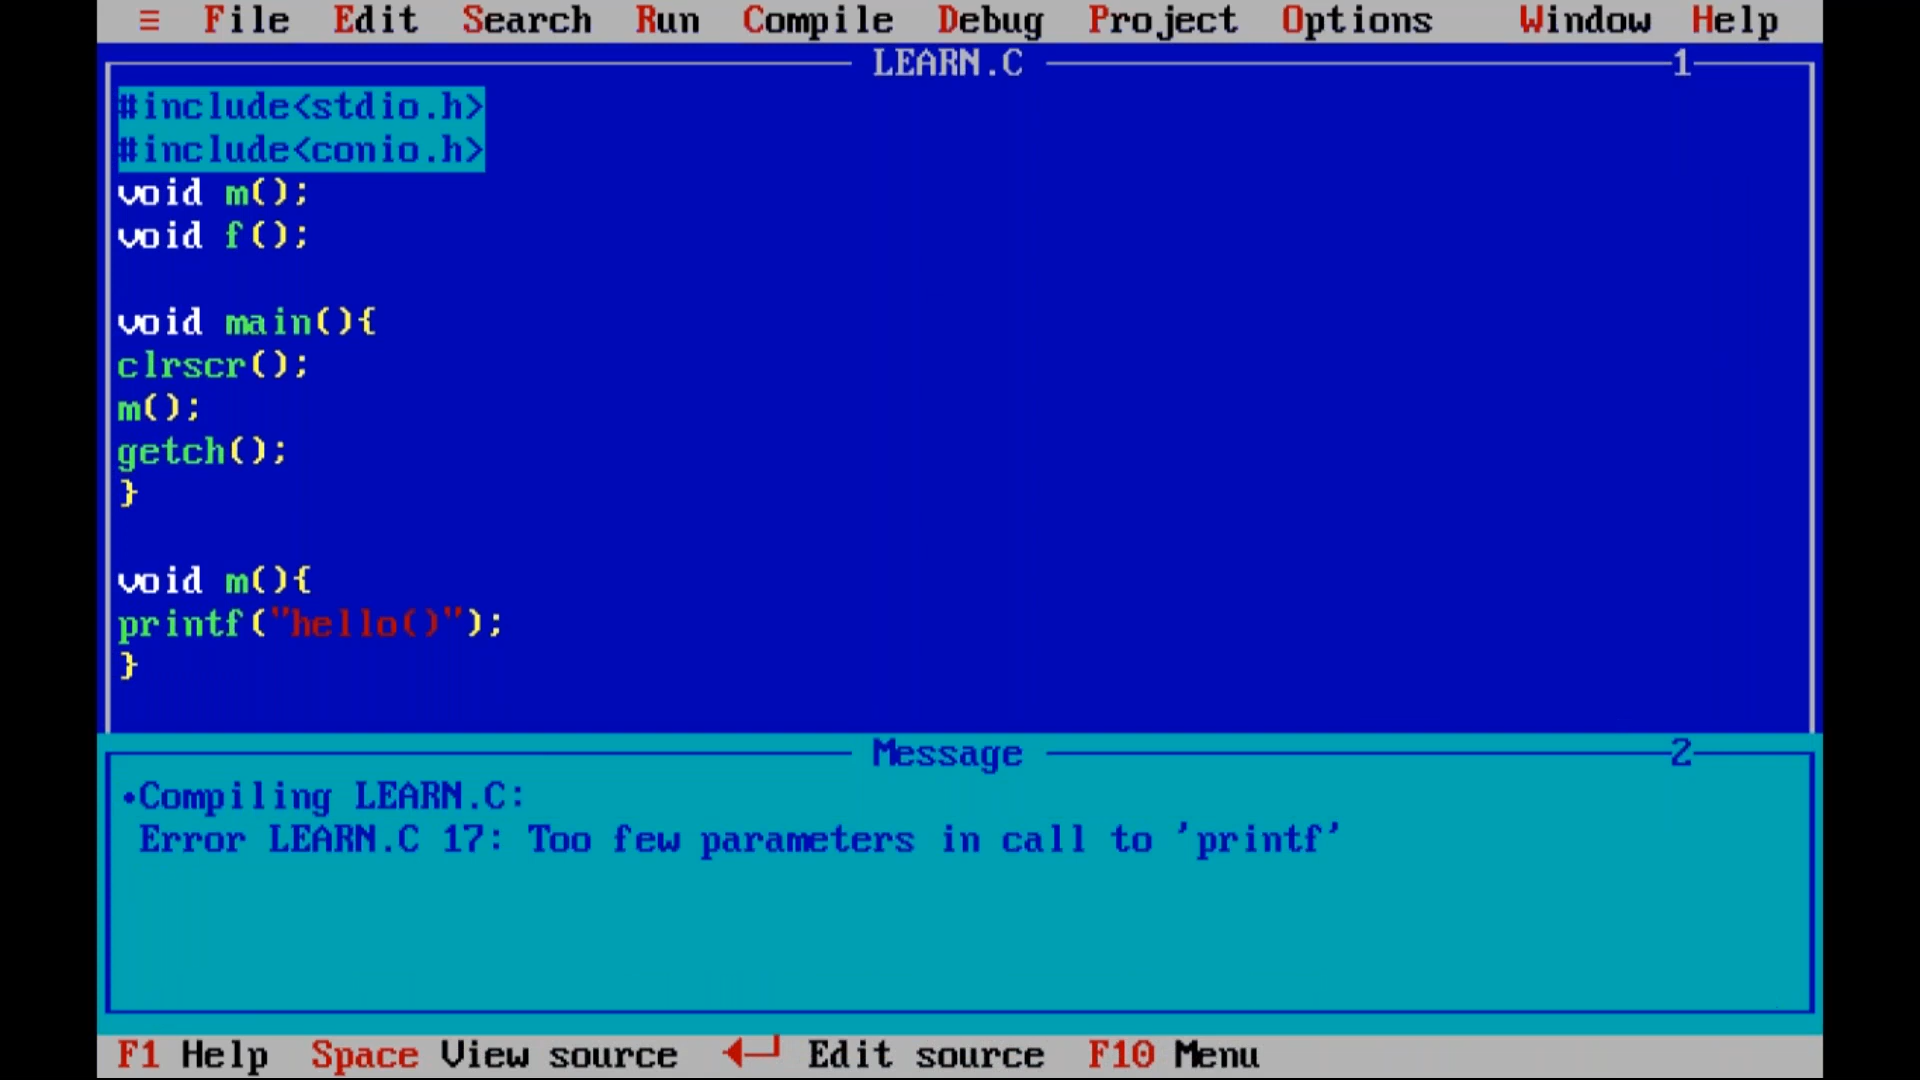 ≡ File Edit Search Run Compile Debug Project Options Window Help
LEARN.C 1
#include<stdio.h>
#include<conio.h>
void m();
void f();
void main(){
clrscr();
m();
getch();
}
void m(){
printf("hello()");
}
Message 2
•Compiling LEARN.C:
Error LEARN.C 17: Too few parameters in call to 'printf'
F1 Help Space View source ◄─┘ Edit source F10 Menu